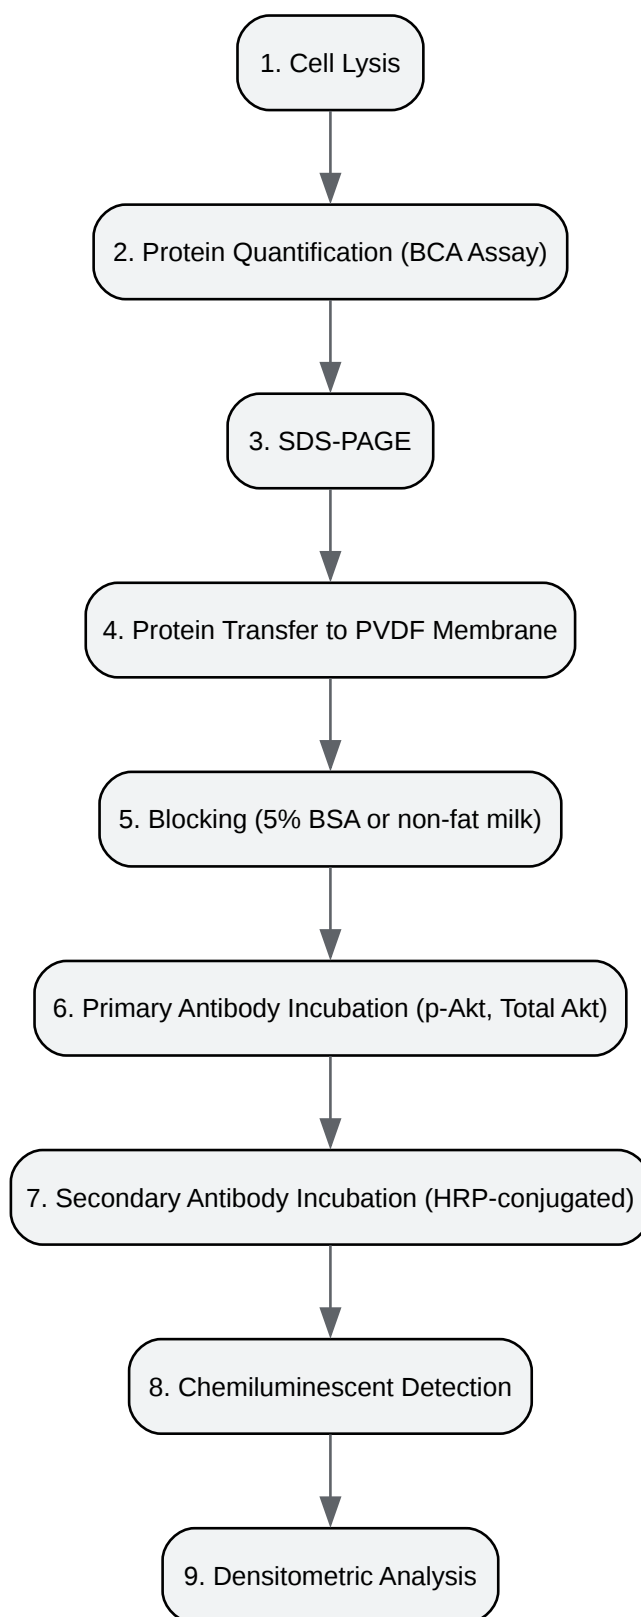 1. Cell Lysis
2. Protein Quantification (BCA Assay)
3. SDS-PAGE
4. Protein Transfer to PVDF Membrane
5. Blocking (5% BSA or non-fat milk)
6. Primary Antibody Incubation (p-Akt, Total Akt)
7. Secondary Antibody Incubation (HRP-conjugated)
8. Chemiluminescent Detection
9. Densitometric Analysis